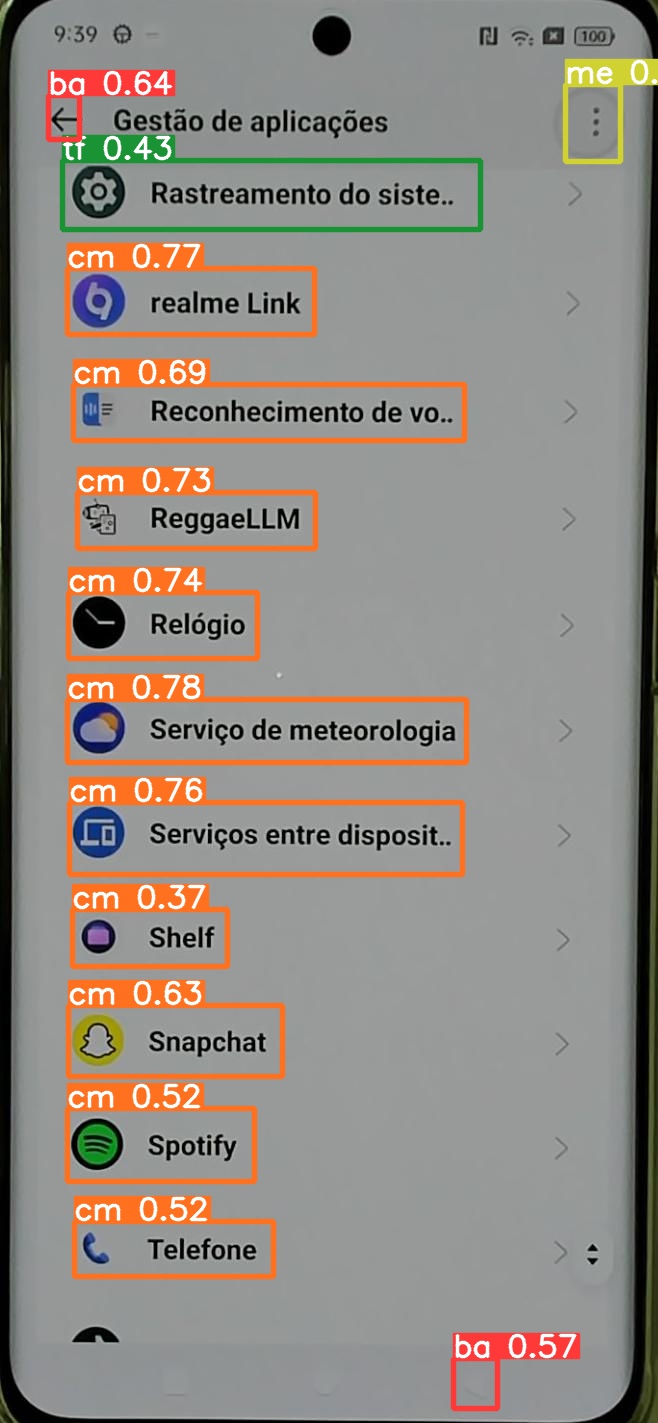 9:39
100
ba 0.64
me 0.
Gestão de aplicações
tf 0.43
Rastreamento do siste..
cm 0.77
realme Link
cm 0.69
Reconhecimento de vo..
cm 0.73
ReggaeLLM
cm 0.74
Relógio
cm 0.78
Serviço de meteorologia
cm 0.76
Serviços entre disposit..
cm 0.37
Shelf
cm 0.63
Snapchat
cm 0.52
Spotify
cm 0.52
Telefone
ba 0.57